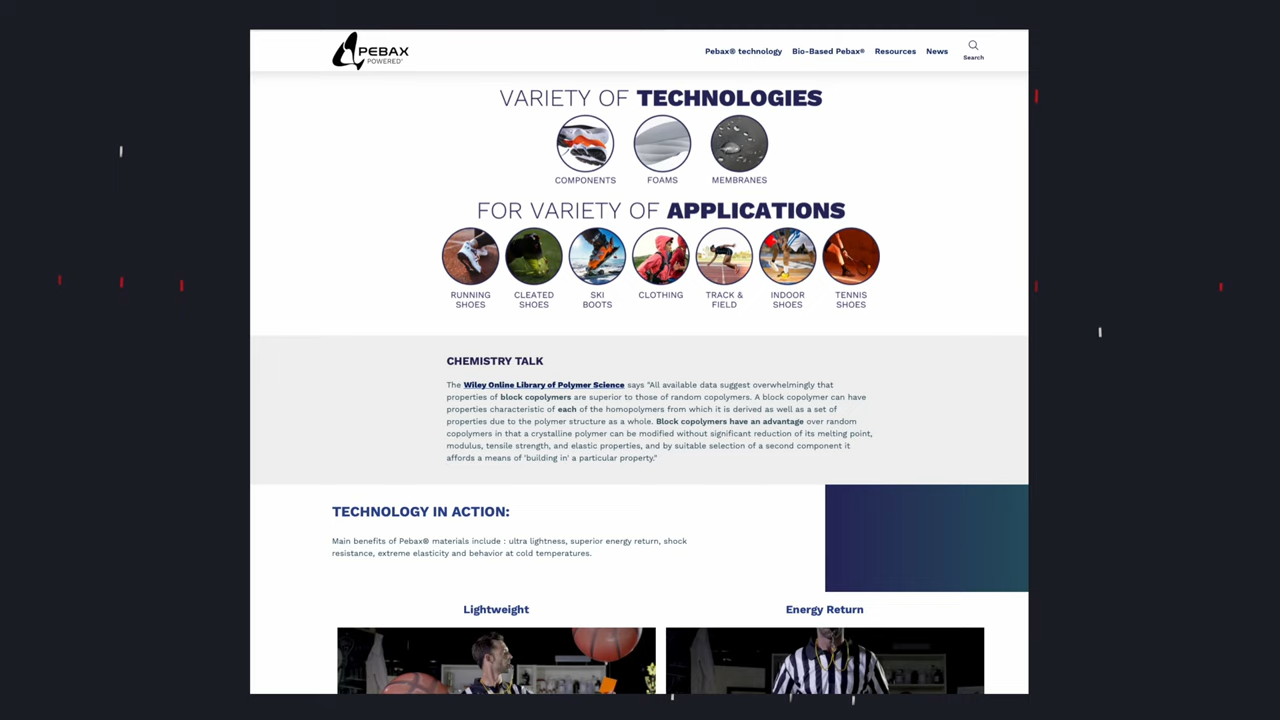 PEBAX
POWERED®
Pebax® technology Bio-Based Pebax® Resources News Search
VARIETY OF TECHNOLOGIES
COMPONENTS FOAMS MEMBRANES
FOR VARIETY OF APPLICATIONS
RUNNING SHOES CLEATED SHOES SKI BOOTS CLOTHING TRACK & FIELD INDOOR SHOES TENNIS SHOES
CHEMISTRY TALK
The Wiley Online Library of Polymer Science says "All available data suggest overwhelmingly that
properties of block copolymers are superior to those of random copolymers. A block copolymer can have
properties characteristic of each of the homopolymers from which it is derived as well as a set of
properties due to the polymer structure as a whole. Block copolymers have an advantage over random
copolymers in that a crystalline polymer can be modified without significant reduction of its melting point,
modulus, tensile strength, and elastic properties, and by suitable selection of a second component it
affords a means of 'building in' a particular property."
TECHNOLOGY IN ACTION:
Main benefits of Pebax® materials include : ultra lightness, superior energy return, shock
resistance, extreme elasticity and behavior at cold temperatures.
Lightweight Energy Return